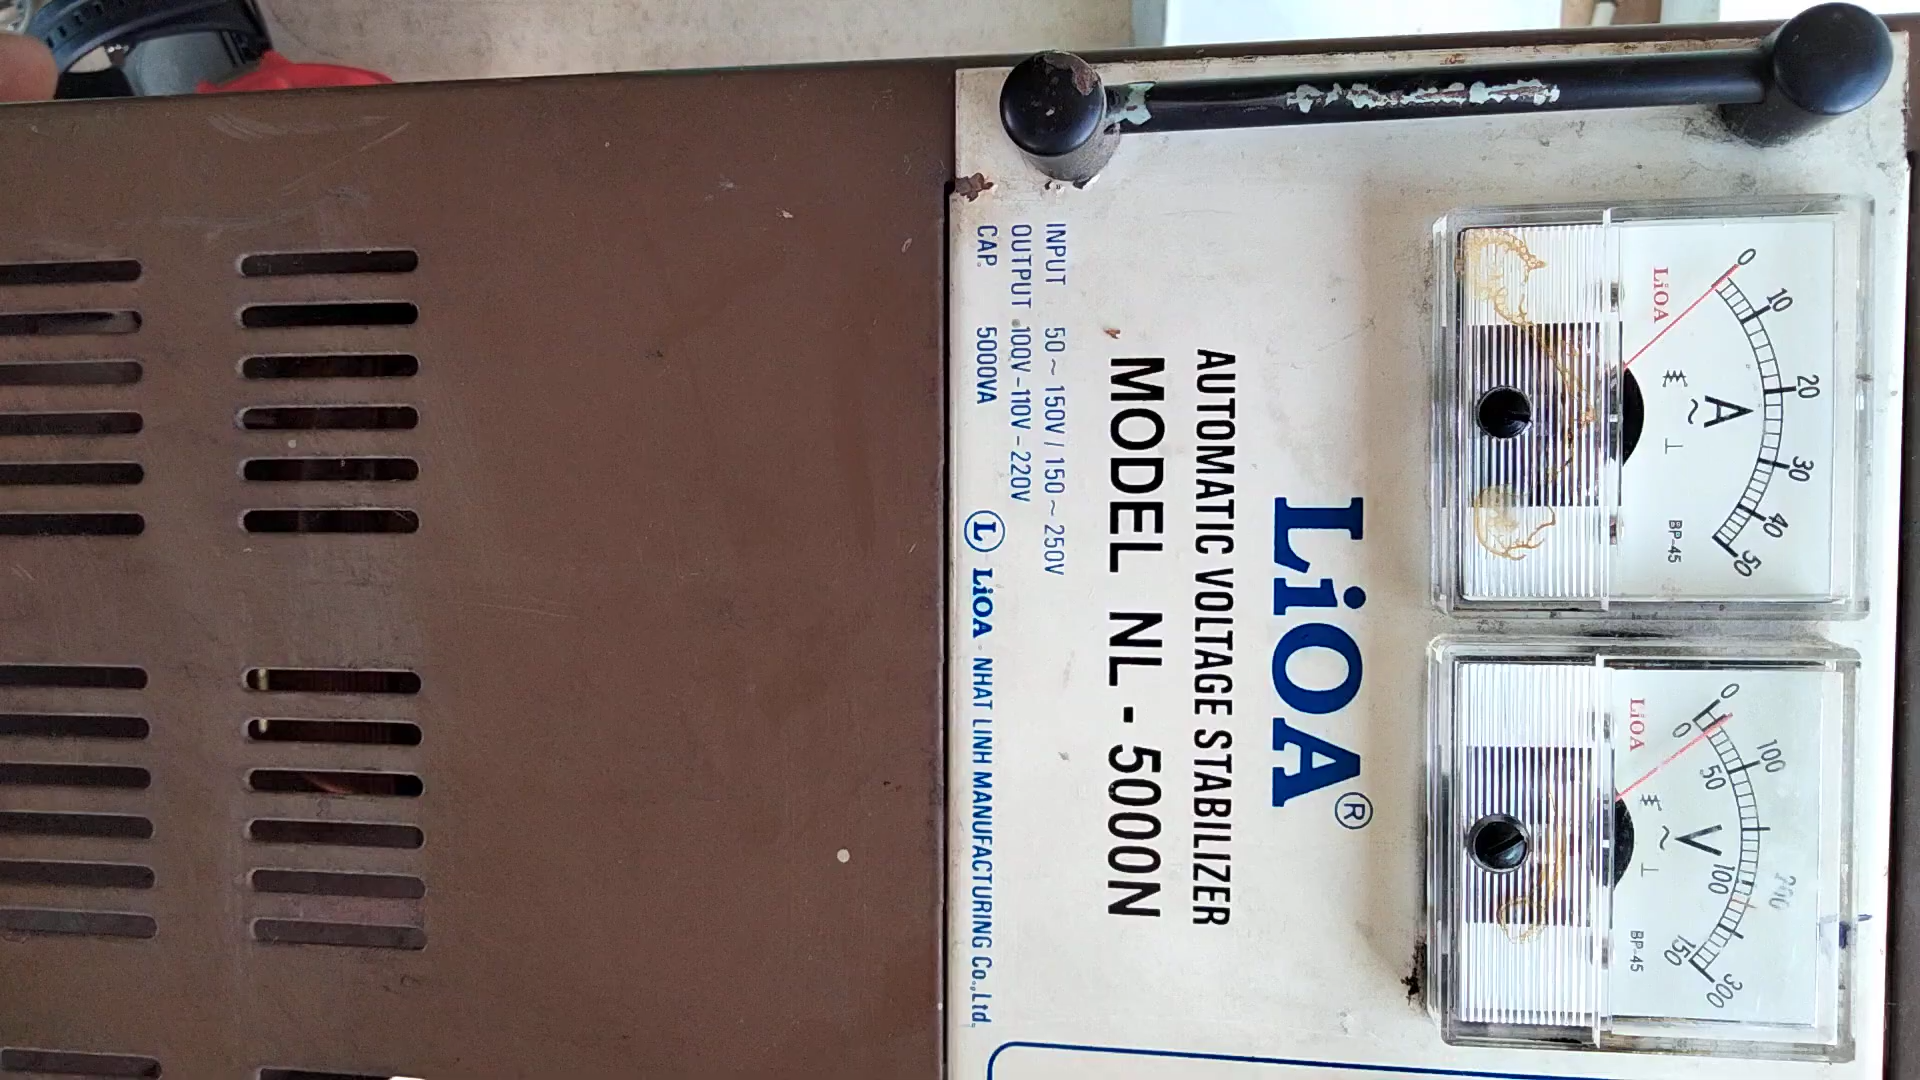 0 10 20 30 40 50
LiOA
A
~
BP-45
0 100 200 300
0 50 100 150
LiOA
V
~
BP-45
LiOA®
AUTOMATIC VOLTAGE STABILIZER
MODEL NL - 5000N
INPUT 50 ~ 150V / 150 ~ 250V
OUTPUT 100V - 110V - 220V
CAP. 5000VA
L LiOA NHAT LINH MANUFACTURING Co.,Ltd.